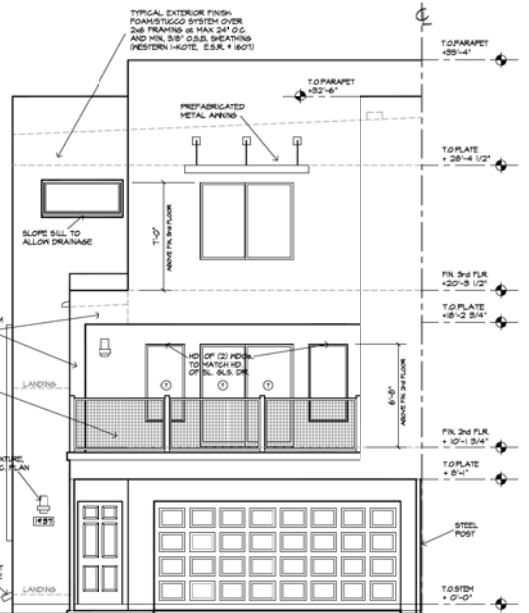 TYPICAL EXTERIOR FINISH
FOAM/STUCCO SYSTEM OVER
2x6 FRAMING @ MAX 24" O.C.
AND MIN. 3/8" O.S.B. SHEATHING
(WESTERN 1-KOTE, E.S.R. # 1607)
℄
T.O.PARAPET
+35'-4"
T.O.PARAPET
+32'-6"
PREFABRICATED
METAL AWNING
T.O.PLATE
+ 28'-4 1/2"
SLOPE SILL TO
ALLOW DRAINAGE
7'-0"
ABOVE FIN. 3rd FLOOR
FIN. 3rd FLR.
+20'-3 1/2"
T.O.PLATE
+18'-2 3/4"
HD OF (2) WDOs.
TO MATCH HD.
OF SL. GLS. DR.
LANDING
T
T
T
6'-8"
ABOVE FIN. 2nd FLOOR
FIN. 2nd FLR.
+ 10'-1 3/4"
T.O.PLATE
+ 8'-1"
XTURE,
C. PLAN
1437
STEEL
POST
LANDING
T.O.STEM
+ 0'-0"